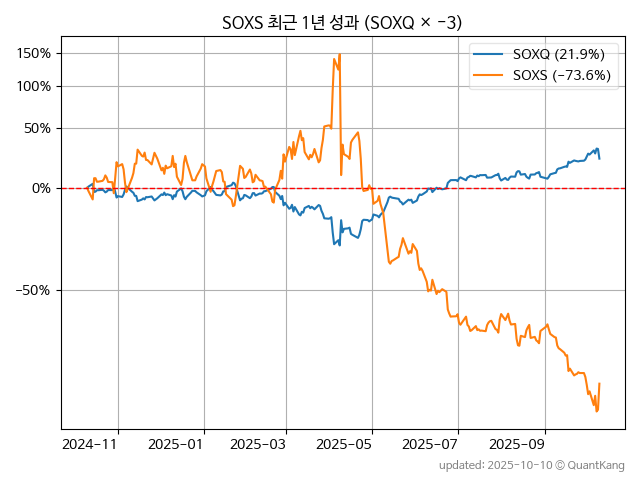 SOXS 최근 1년 성과 (SOXQ × −3)
150%
100%
50%
0%
−50%
SOXQ (21.9%)
SOXS (−73.6%)
2024−11
2025−01
2025−03
2025−05
2025−07
2025−09
updated: 2025−10−10 © QuantKang